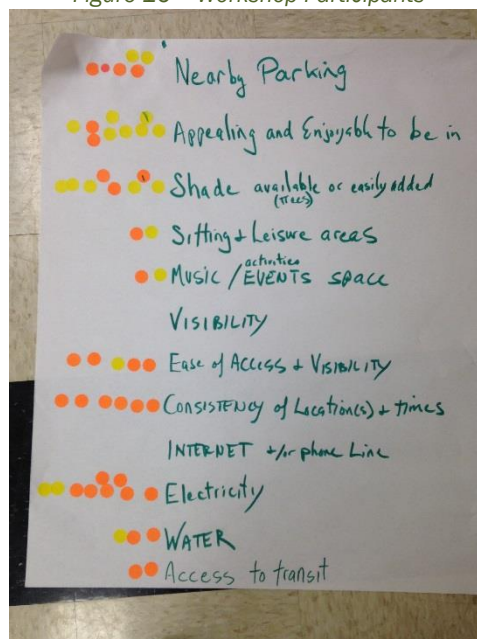 Figure 20 – Workshop Participants
Nearby Parking
Appealing and Enjoyable to be in
Shade available or easily added
(trees)
Sitting + Leisure areas
activities
Music / EVENTS space
VISIBILITY
Ease of Access + VISIBILITY
CONSISTENCY of Location(s) + times
INTERNET +/or phone Line
Electricity
WATER
Access to transit